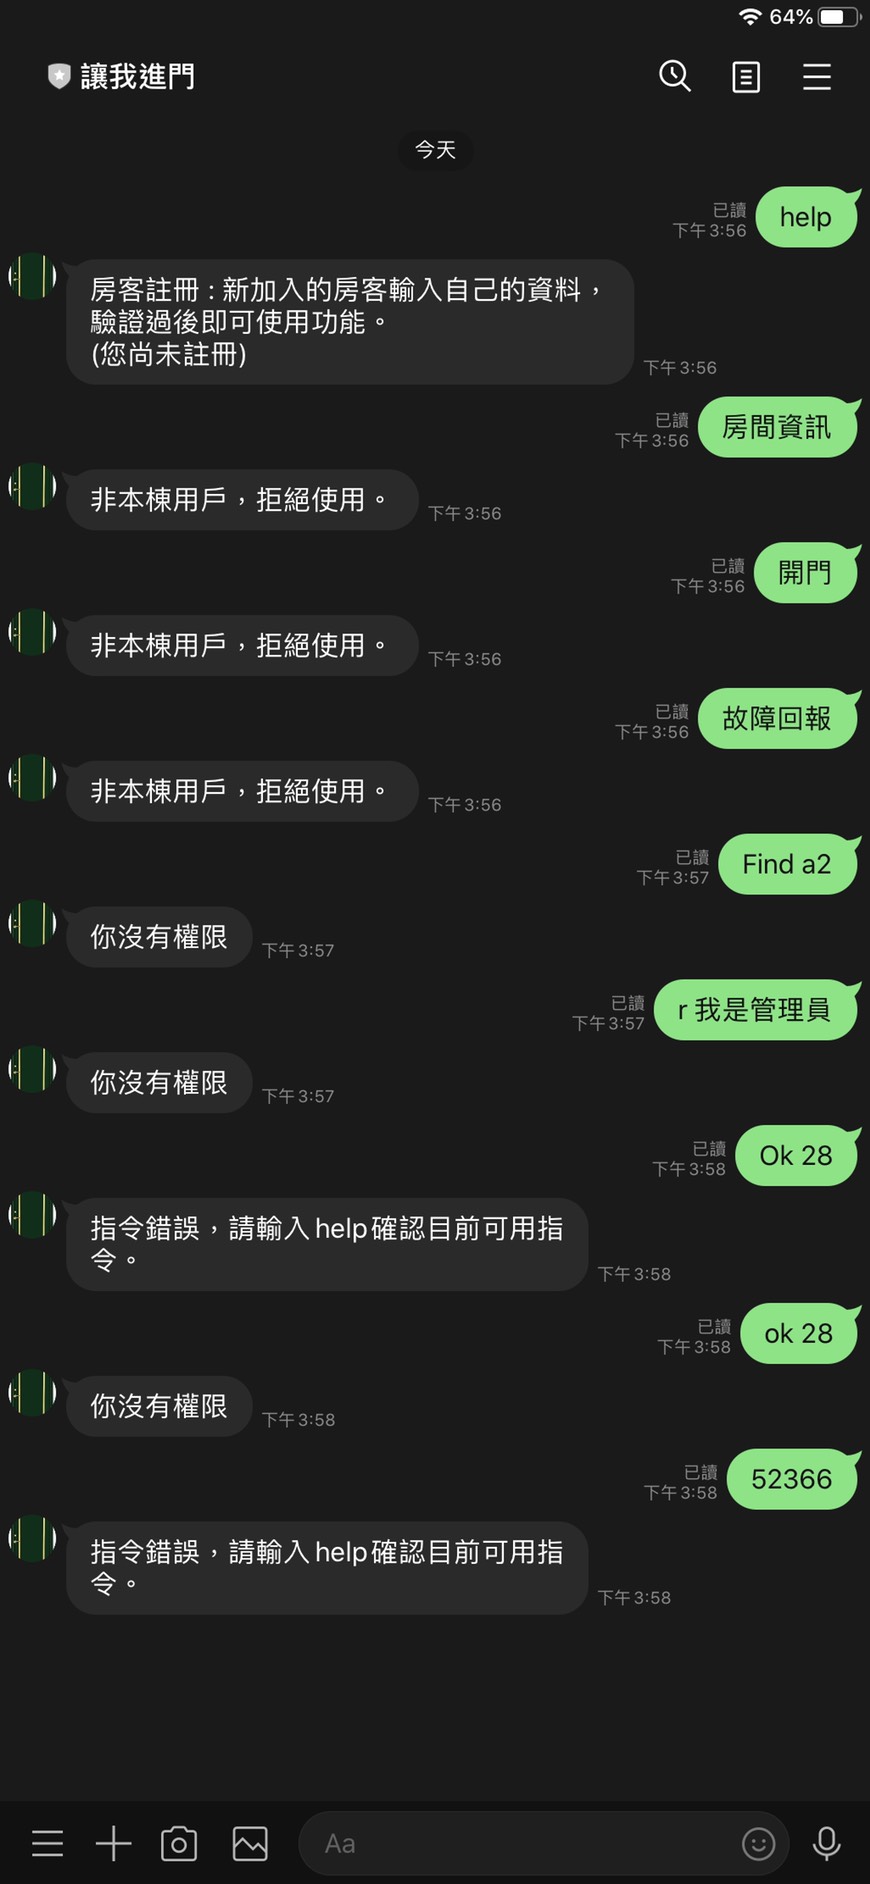 64%
讓我進門
今天
已讀
下午3:56
help
房客註冊：新加入的房客輸入自己的資料，
驗證過後即可使用功能。
(您尚未註冊)
下午3:56
已讀
下午3:56
房間資訊
非本棟用戶，拒絕使用。
下午3:56
已讀
下午3:56
開門
非本棟用戶，拒絕使用。
下午3:56
已讀
下午3:56
故障回報
非本棟用戶，拒絕使用。
下午3:56
已讀
下午3:57
Find a2
你沒有權限
下午3:57
已讀
下午3:57
r 我是管理員
你沒有權限
下午3:57
已讀
下午3:58
Ok 28
指令錯誤，請輸入help確認目前可用指
令。
下午3:58
已讀
下午3:58
ok 28
你沒有權限
下午3:58
已讀
下午3:58
52366
指令錯誤，請輸入help確認目前可用指
令。
下午3:58
Aa